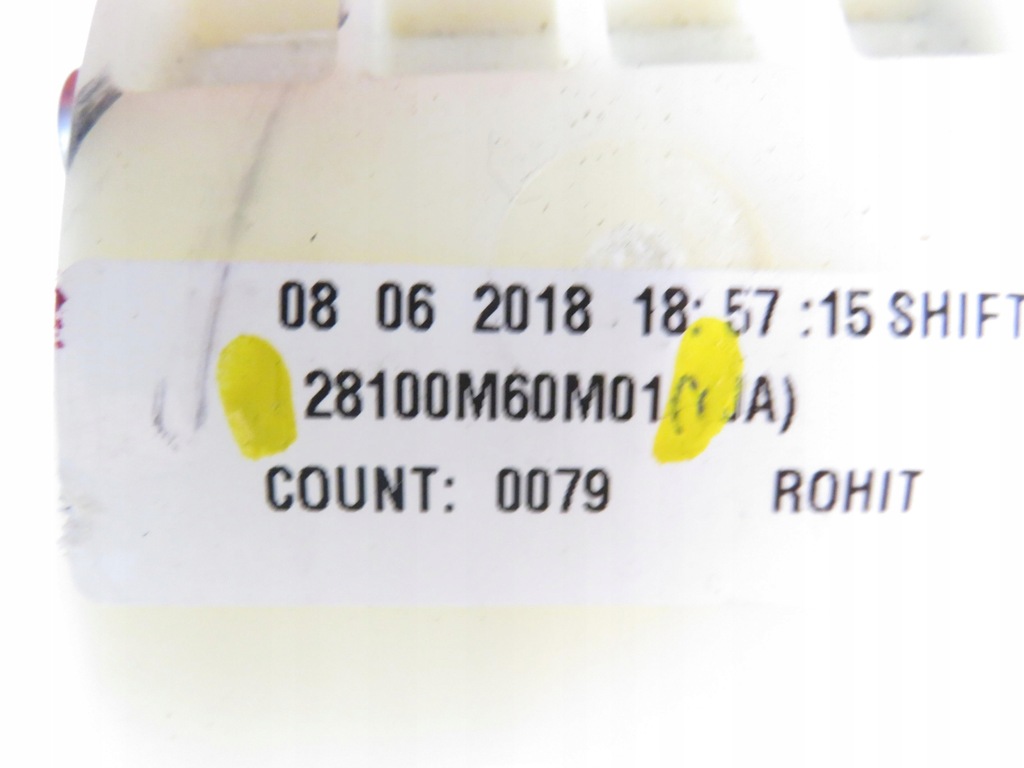 08 06 2018 18:57:15 SHIFT
28100M60M01
COUNT: 0079 ROHIT